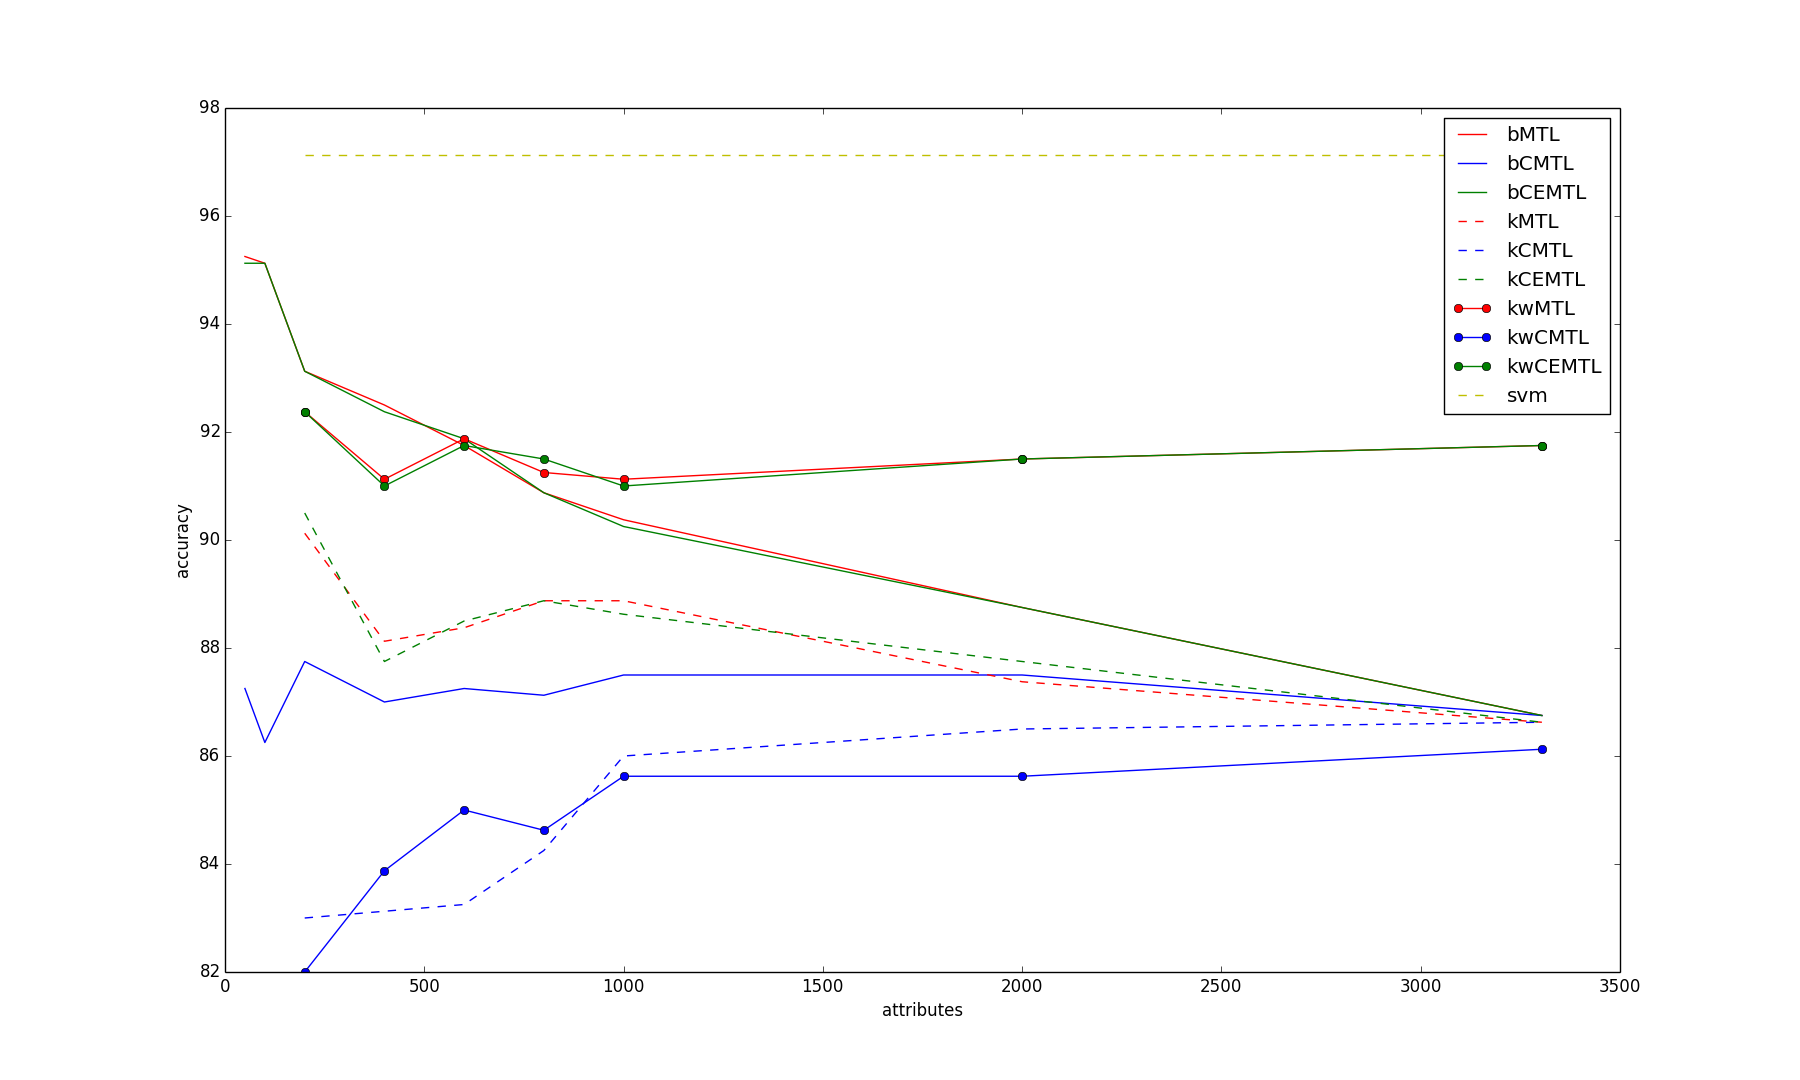 98
96
94
92
90
88
86
84
82
accuracy
0
500
1000
1500
2000
2500
3000
3500
attributes
bMTL
bCMTL
bCEMTL
kMTL
kCMTL
kCEMTL
kwMTL
kwCMTL
kwCEMTL
svm